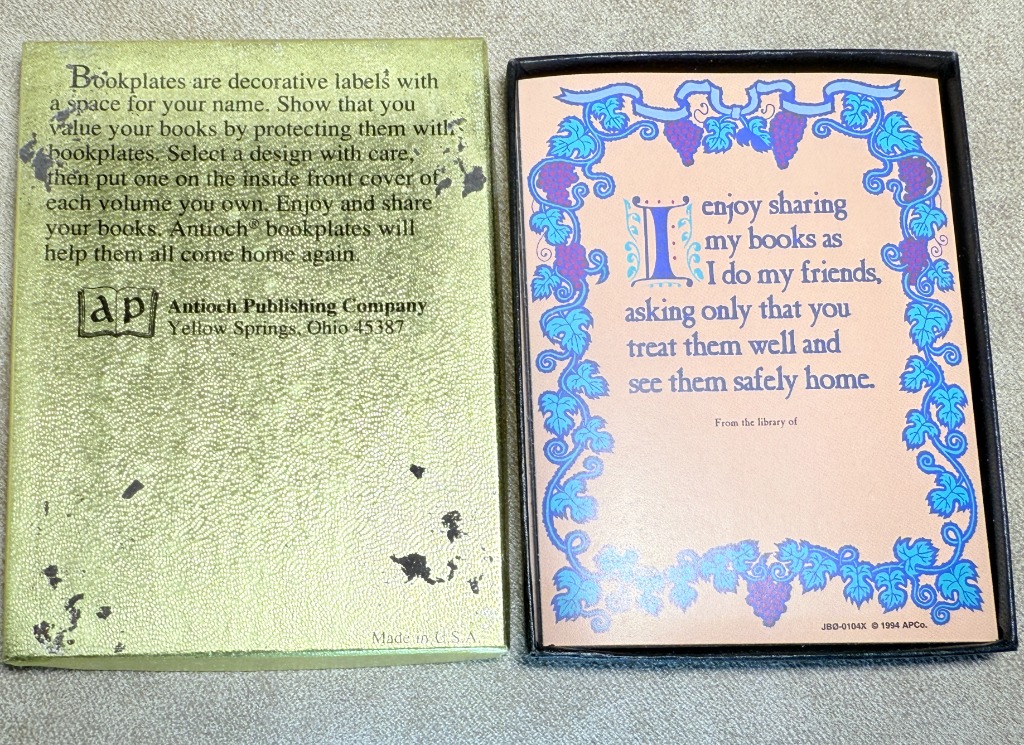 Bookplates are decorative labels with
a space for your name. Show that you
value your books by protecting them with
bookplates. Select a design with care,
then put one on the inside front cover of
each volume you own. Enjoy and share
your books. Antioch® bookplates will
help them all come home again.
ap
Antioch Publishing Company
Yellow Springs, Ohio 45387
Made in U.S.A.
I enjoy sharing
my books as
I do my friends,
asking only that you
treat them well and
see them safely home.
From the library of
JBØ-0104X © 1994 APCo.